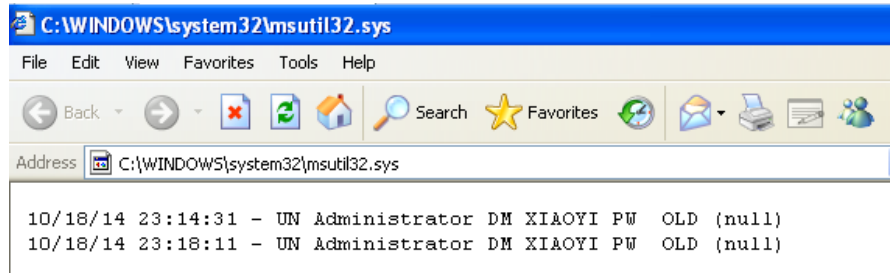 C:\WINDOWS\system32\msutil32.sys
File Edit View Favorites Tools Help
Back Search Favorites
Address C:\WINDOWS\system32\msutil32.sys
10/18/14 23:14:31 - UN Administrator DM XIAOYI PW  OLD (null)
10/18/14 23:18:11 - UN Administrator DM XIAOYI PW  OLD (null)